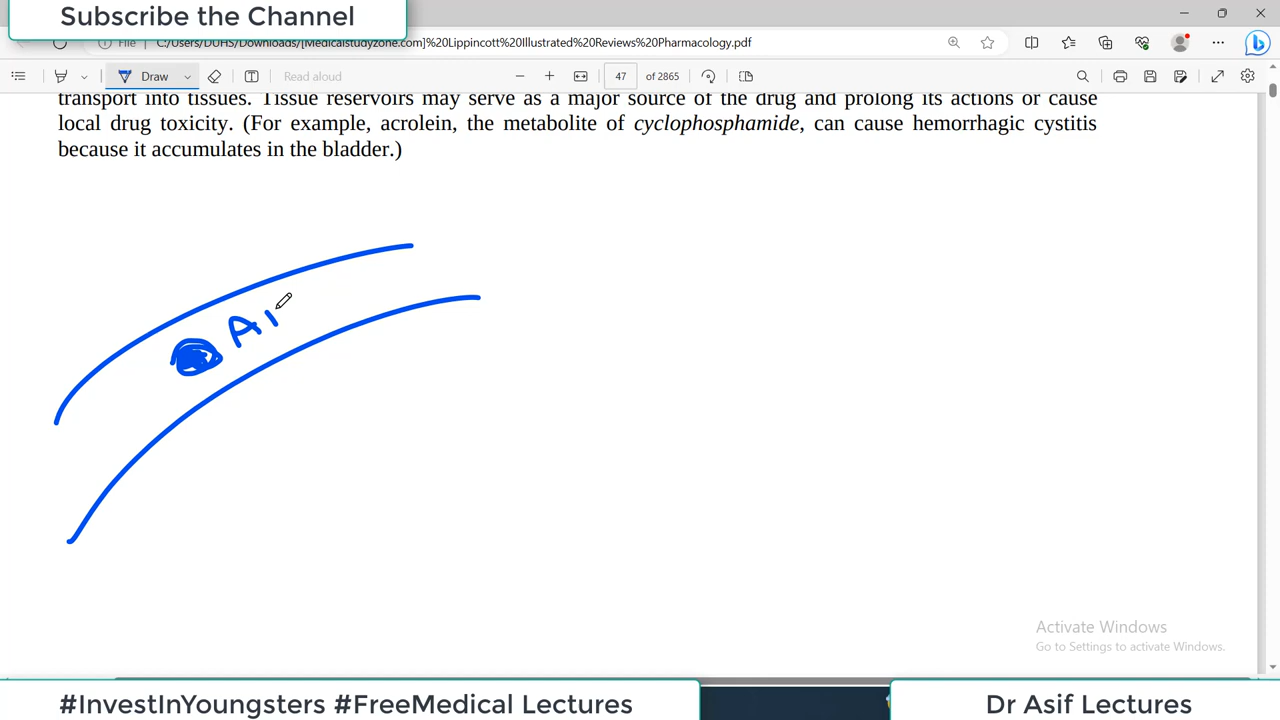 Subscribe the Channel
File C:/Users/DUHS/Downloads/[Medicalstudyzone.com]%20Lippincott%20Illustrated%20Reviews%20Pharmacology.pdf
Draw Read aloud 47 of 2865
transport into tissues. Tissue reservoirs may serve as a major source of the drug and prolong its actions or cause
local drug toxicity. (For example, acrolein, the metabolite of cyclophosphamide, can cause hemorrhagic cystitis
because it accumulates in the bladder.)
Al
Activate Windows
Go to Settings to activate Windows.
#InvestInYoungsters #FreeMedical Lectures
Dr Asif Lectures